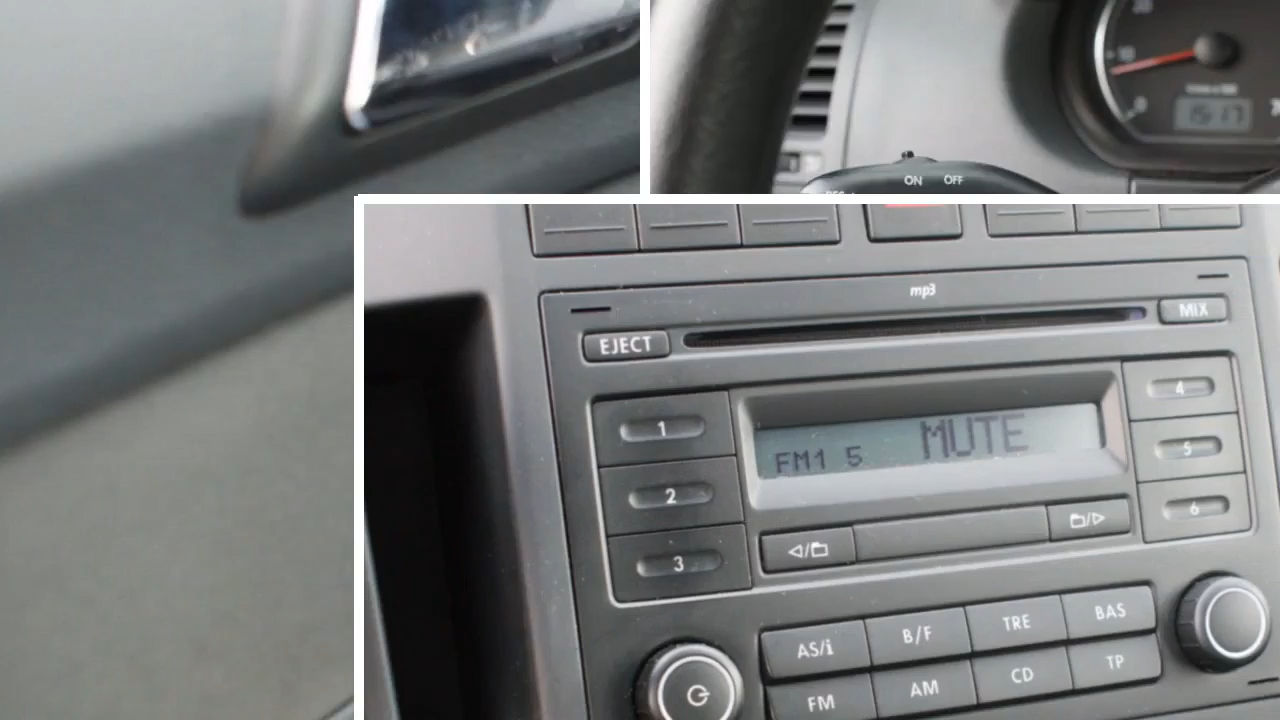 ON OFF
mp3
MIX
EJECT
1
4
FM1 5 MUTE
5
2
6
3
AS/i B/F TRE BAS
FM AM CD TP